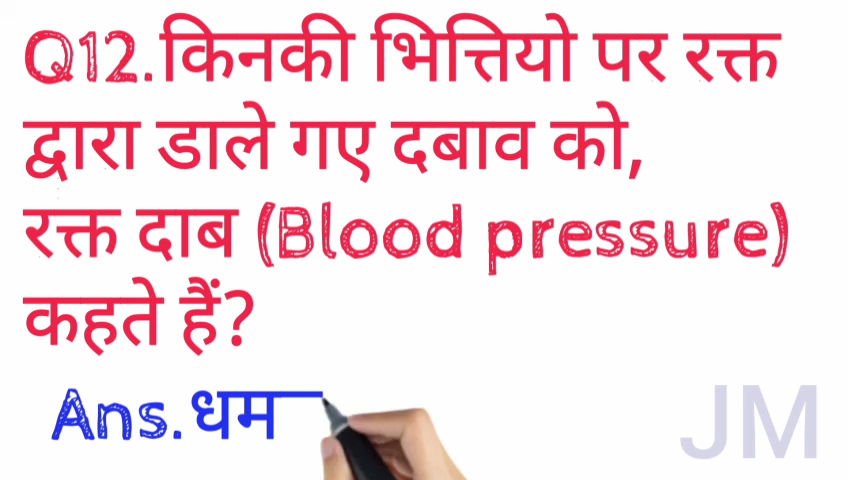 Q12.किनकी भित्तियो पर रक्त
द्वारा डाले गए दबाव को,
रक्त दाब (Blood pressure)
कहते हैं?
Ans.धम
JM